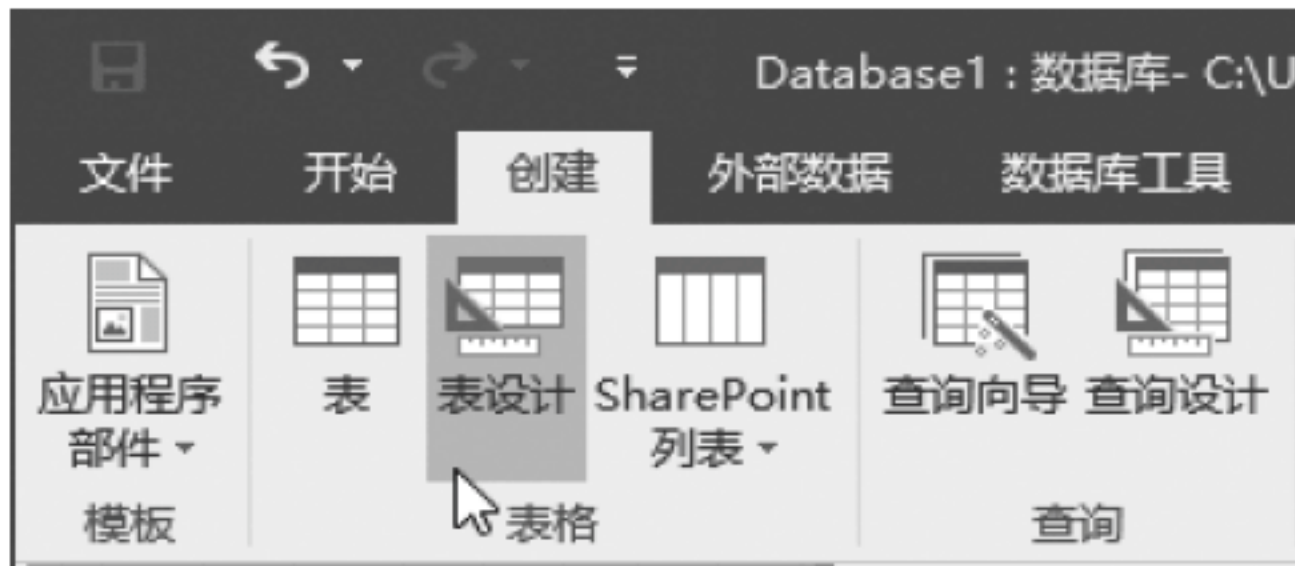 Database1 : 数据库- C:\U
文件 开始 创建 外部数据 数据库工具
应用程序 表 表设计 SharePoint 查询向导 查询设计
部件 列表
模板 表格 查询